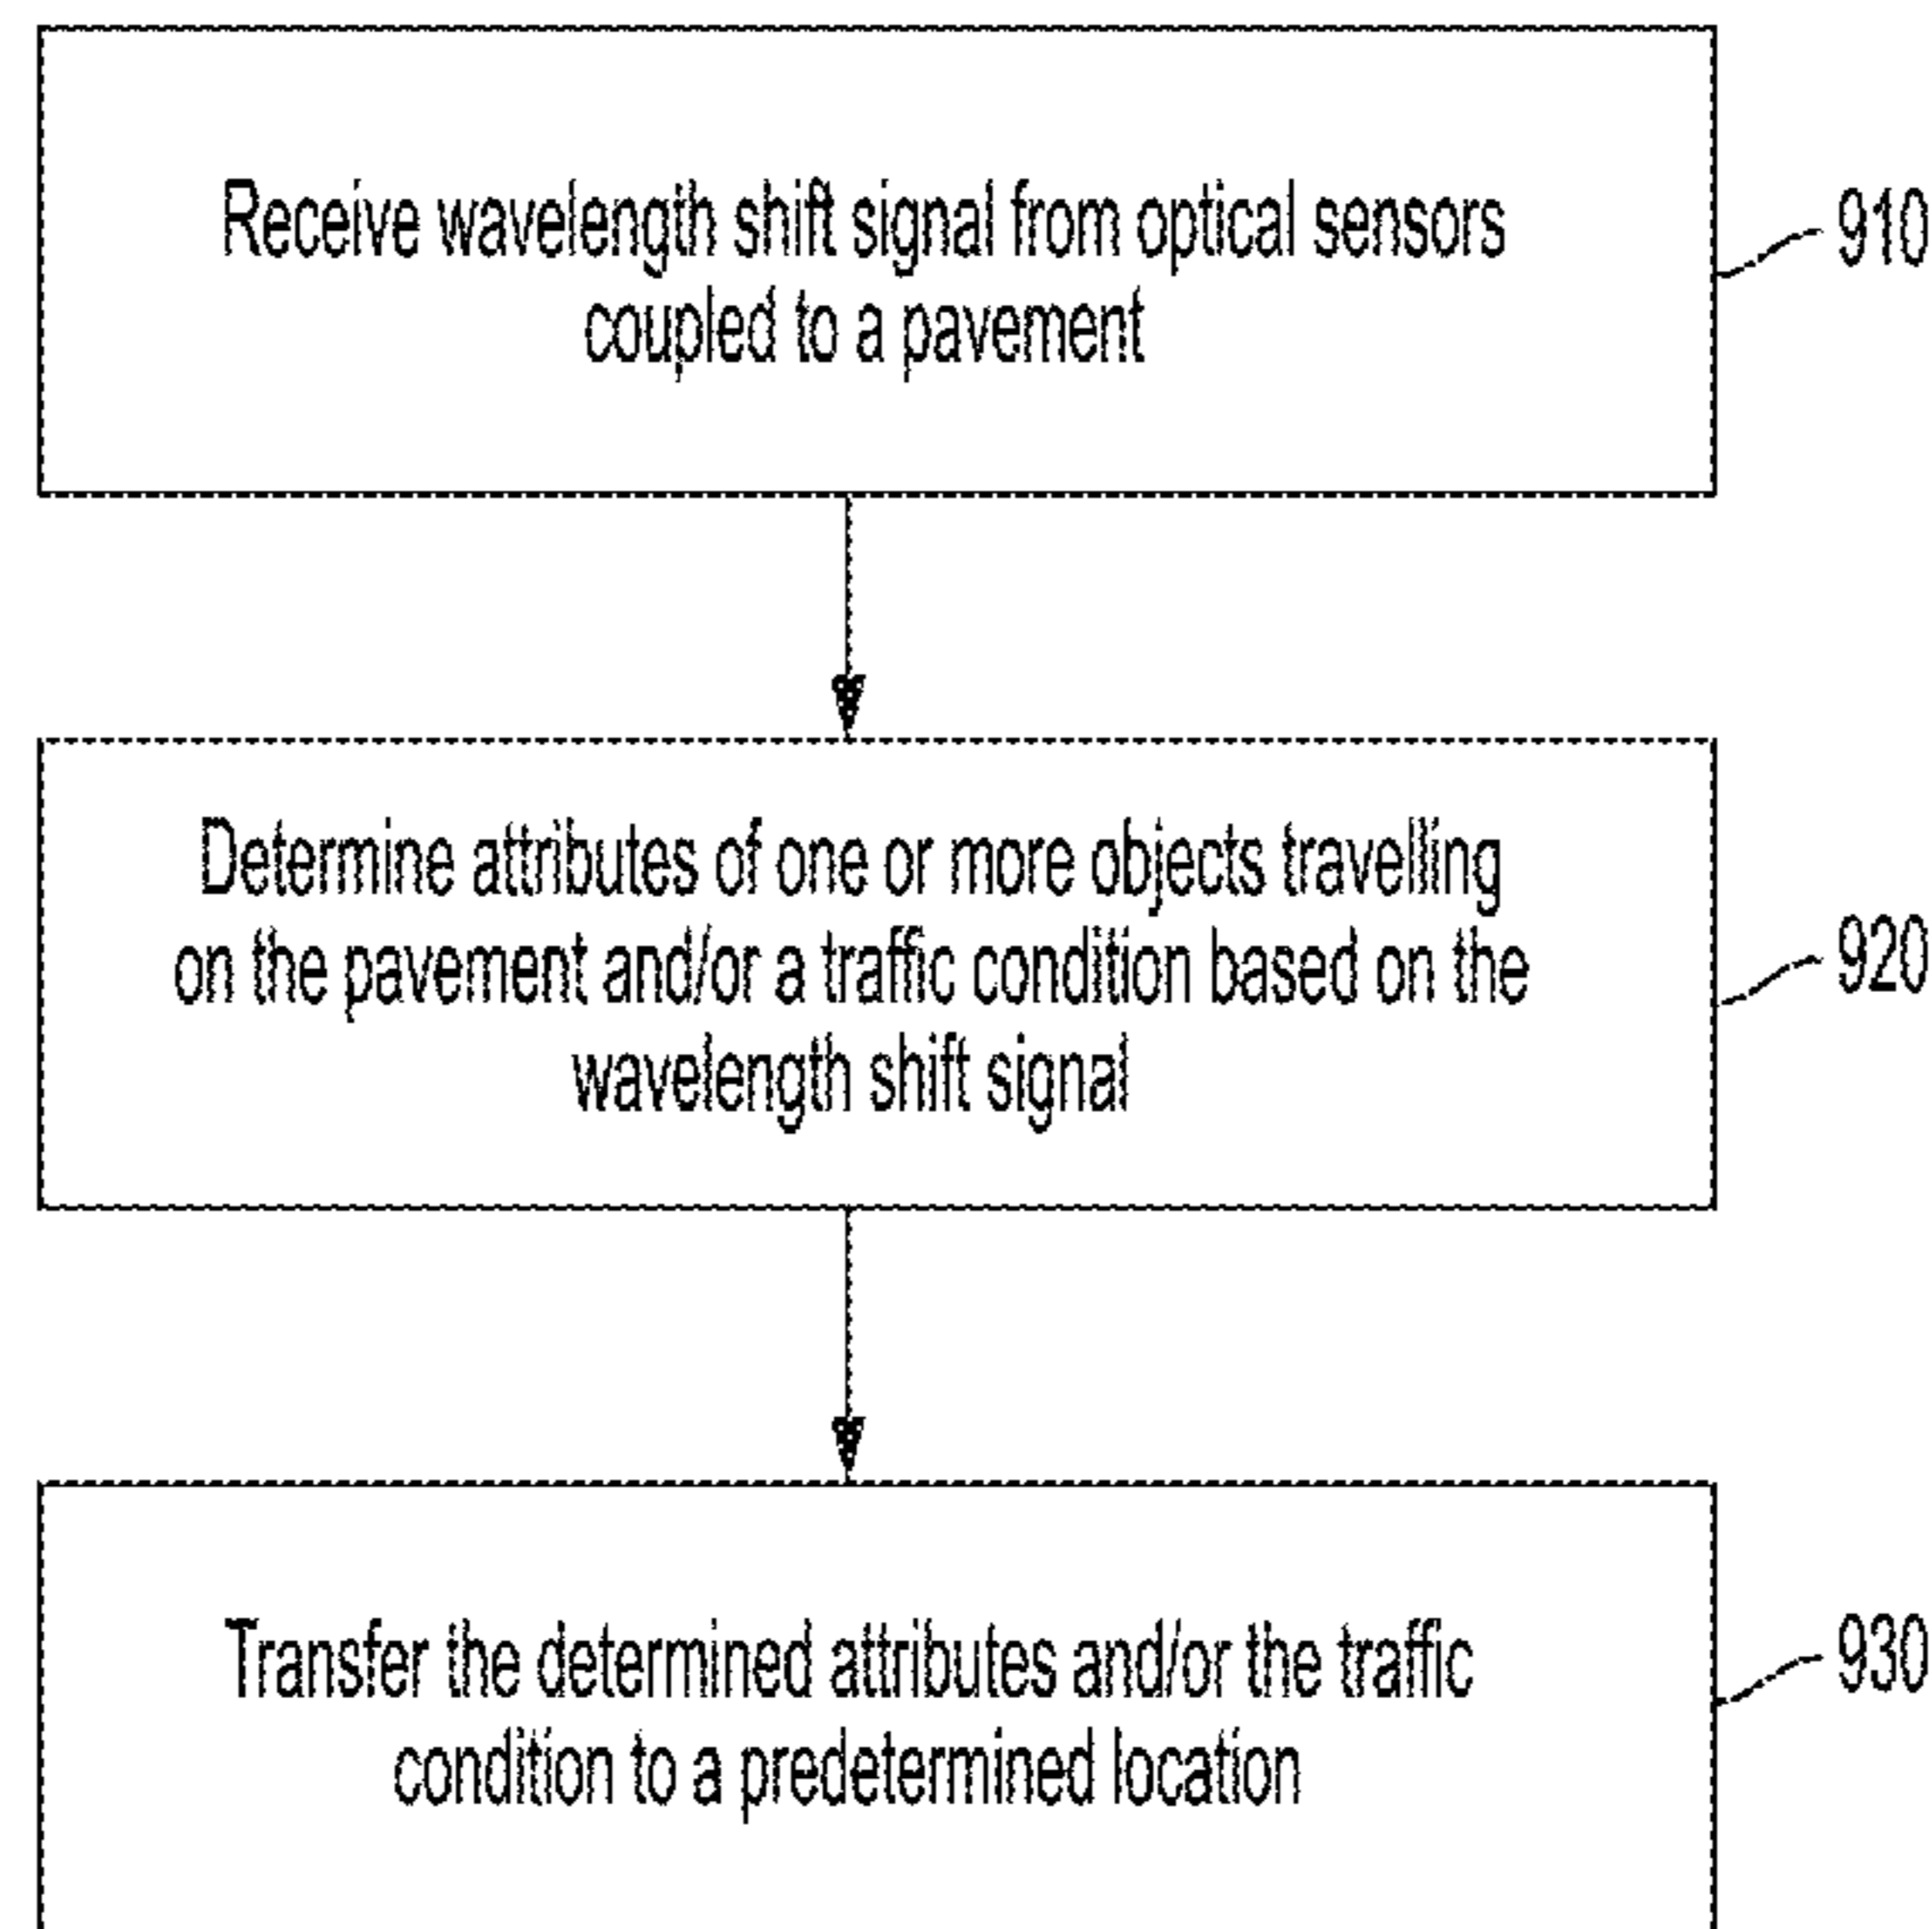 Receive wavelength shift signal from optical sensors
coupled to a pavement
910
Determine attributes of one or more objects travelling
on the pavement and/or a traffic condition based on the
wavelength shift signal
920
Transfer the determined attributes and/or the traffic
condition to a predetermined location
930